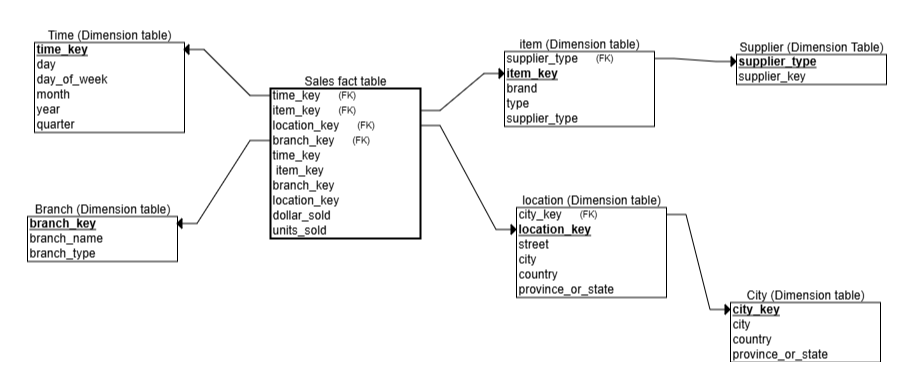 Time (Dimension table)
time_key
day
day_of_week
month
year
quarter
Sales fact table
time_key (FK)
item_key (FK)
location_key (FK)
branch_key (FK)
time_key
item_key
branch_key
location_key
dollar_sold
units_sold
item (Dimension table)
supplier_type (FK)
item_key
brand
type
supplier_type
Supplier (Dimension Table)
supplier_type
supplier_key
Branch (Dimension table)
branch_key
branch_name
branch_type
location (Dimension table)
city_key (FK)
location_key
street
city
country
province_or_state
City (Dimension table)
city_key
city
country
province_or_state